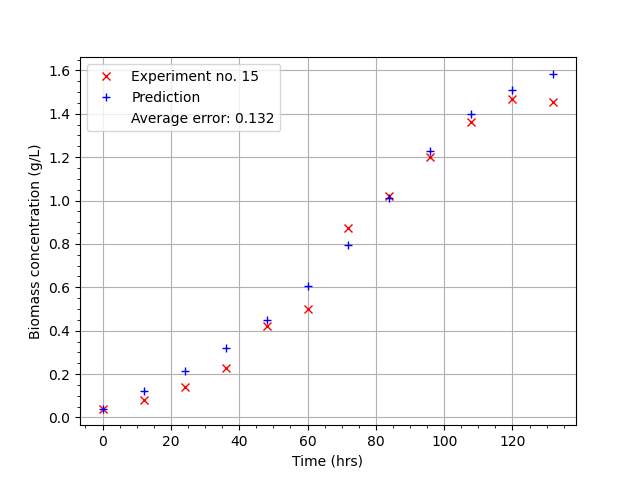 Experiment no. 15
Prediction
Average error: 0.132
1.6
1.4
1.2
1.0
0.8
0.6
0.4
0.2
0.0
Biomass concentration (g/L)
0 20 40 60 80 100 120
Time (hrs)